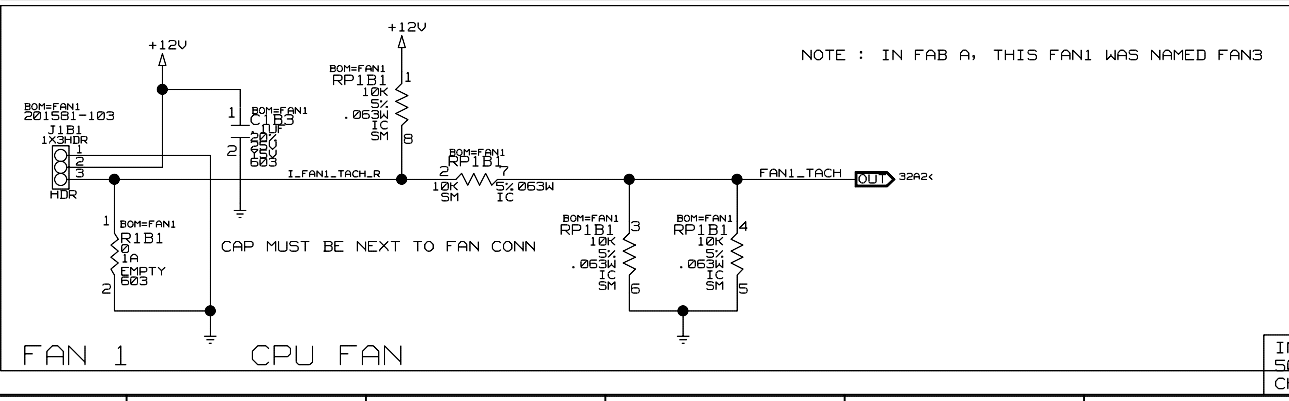 NOTE : IN FAB A, THIS FAN1 WAS NAMED FAN3
+12V
+12V
BOM=FAN1
RP1B1
10K
5%
.063W
IC
SM
1
8
BOM=FAN1
201581-103
J1B1
1X3HDR
1
2
3
HDR
1
2
BOM=FAN1
C1B3
.1UF
20%
603
I_FAN1_TACH_R
BOM=FAN1
RP1B1
2
7
10K
SM
5%
.063W
IC
FAN1_TACH
OUT
32A2<
1
2
BOM=FAN1
R1B1
0
1A
EMPTY
603
CAP MUST BE NEXT TO FAN CONN
BOM=FAN1
RP1B1
10K
5%
.063W
IC
SM
3
6
BOM=FAN1
RP1B1
10K
5%
.063W
IC
SM
4
5
FAN 1
CPU FAN